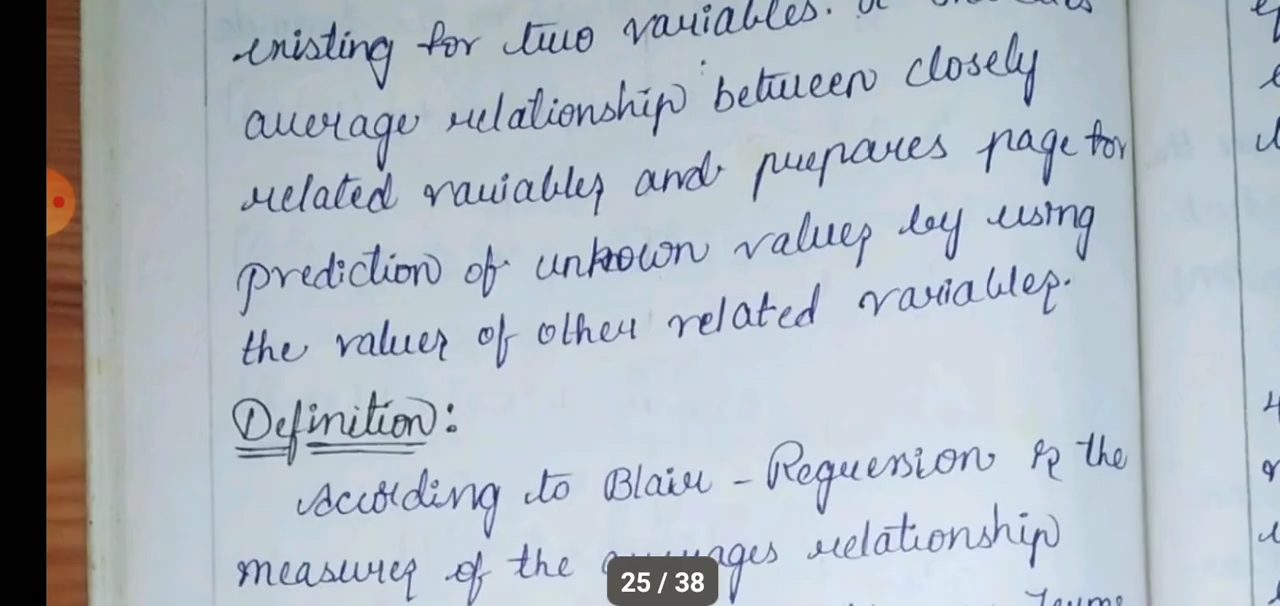 existing for two variables.
average relationship between closely
related variables and prepares page for
prediction of unknown values by using
the values of other related variables.
Definition:
According to Blair - Regression is the
measures of the averages relationship
25 / 38